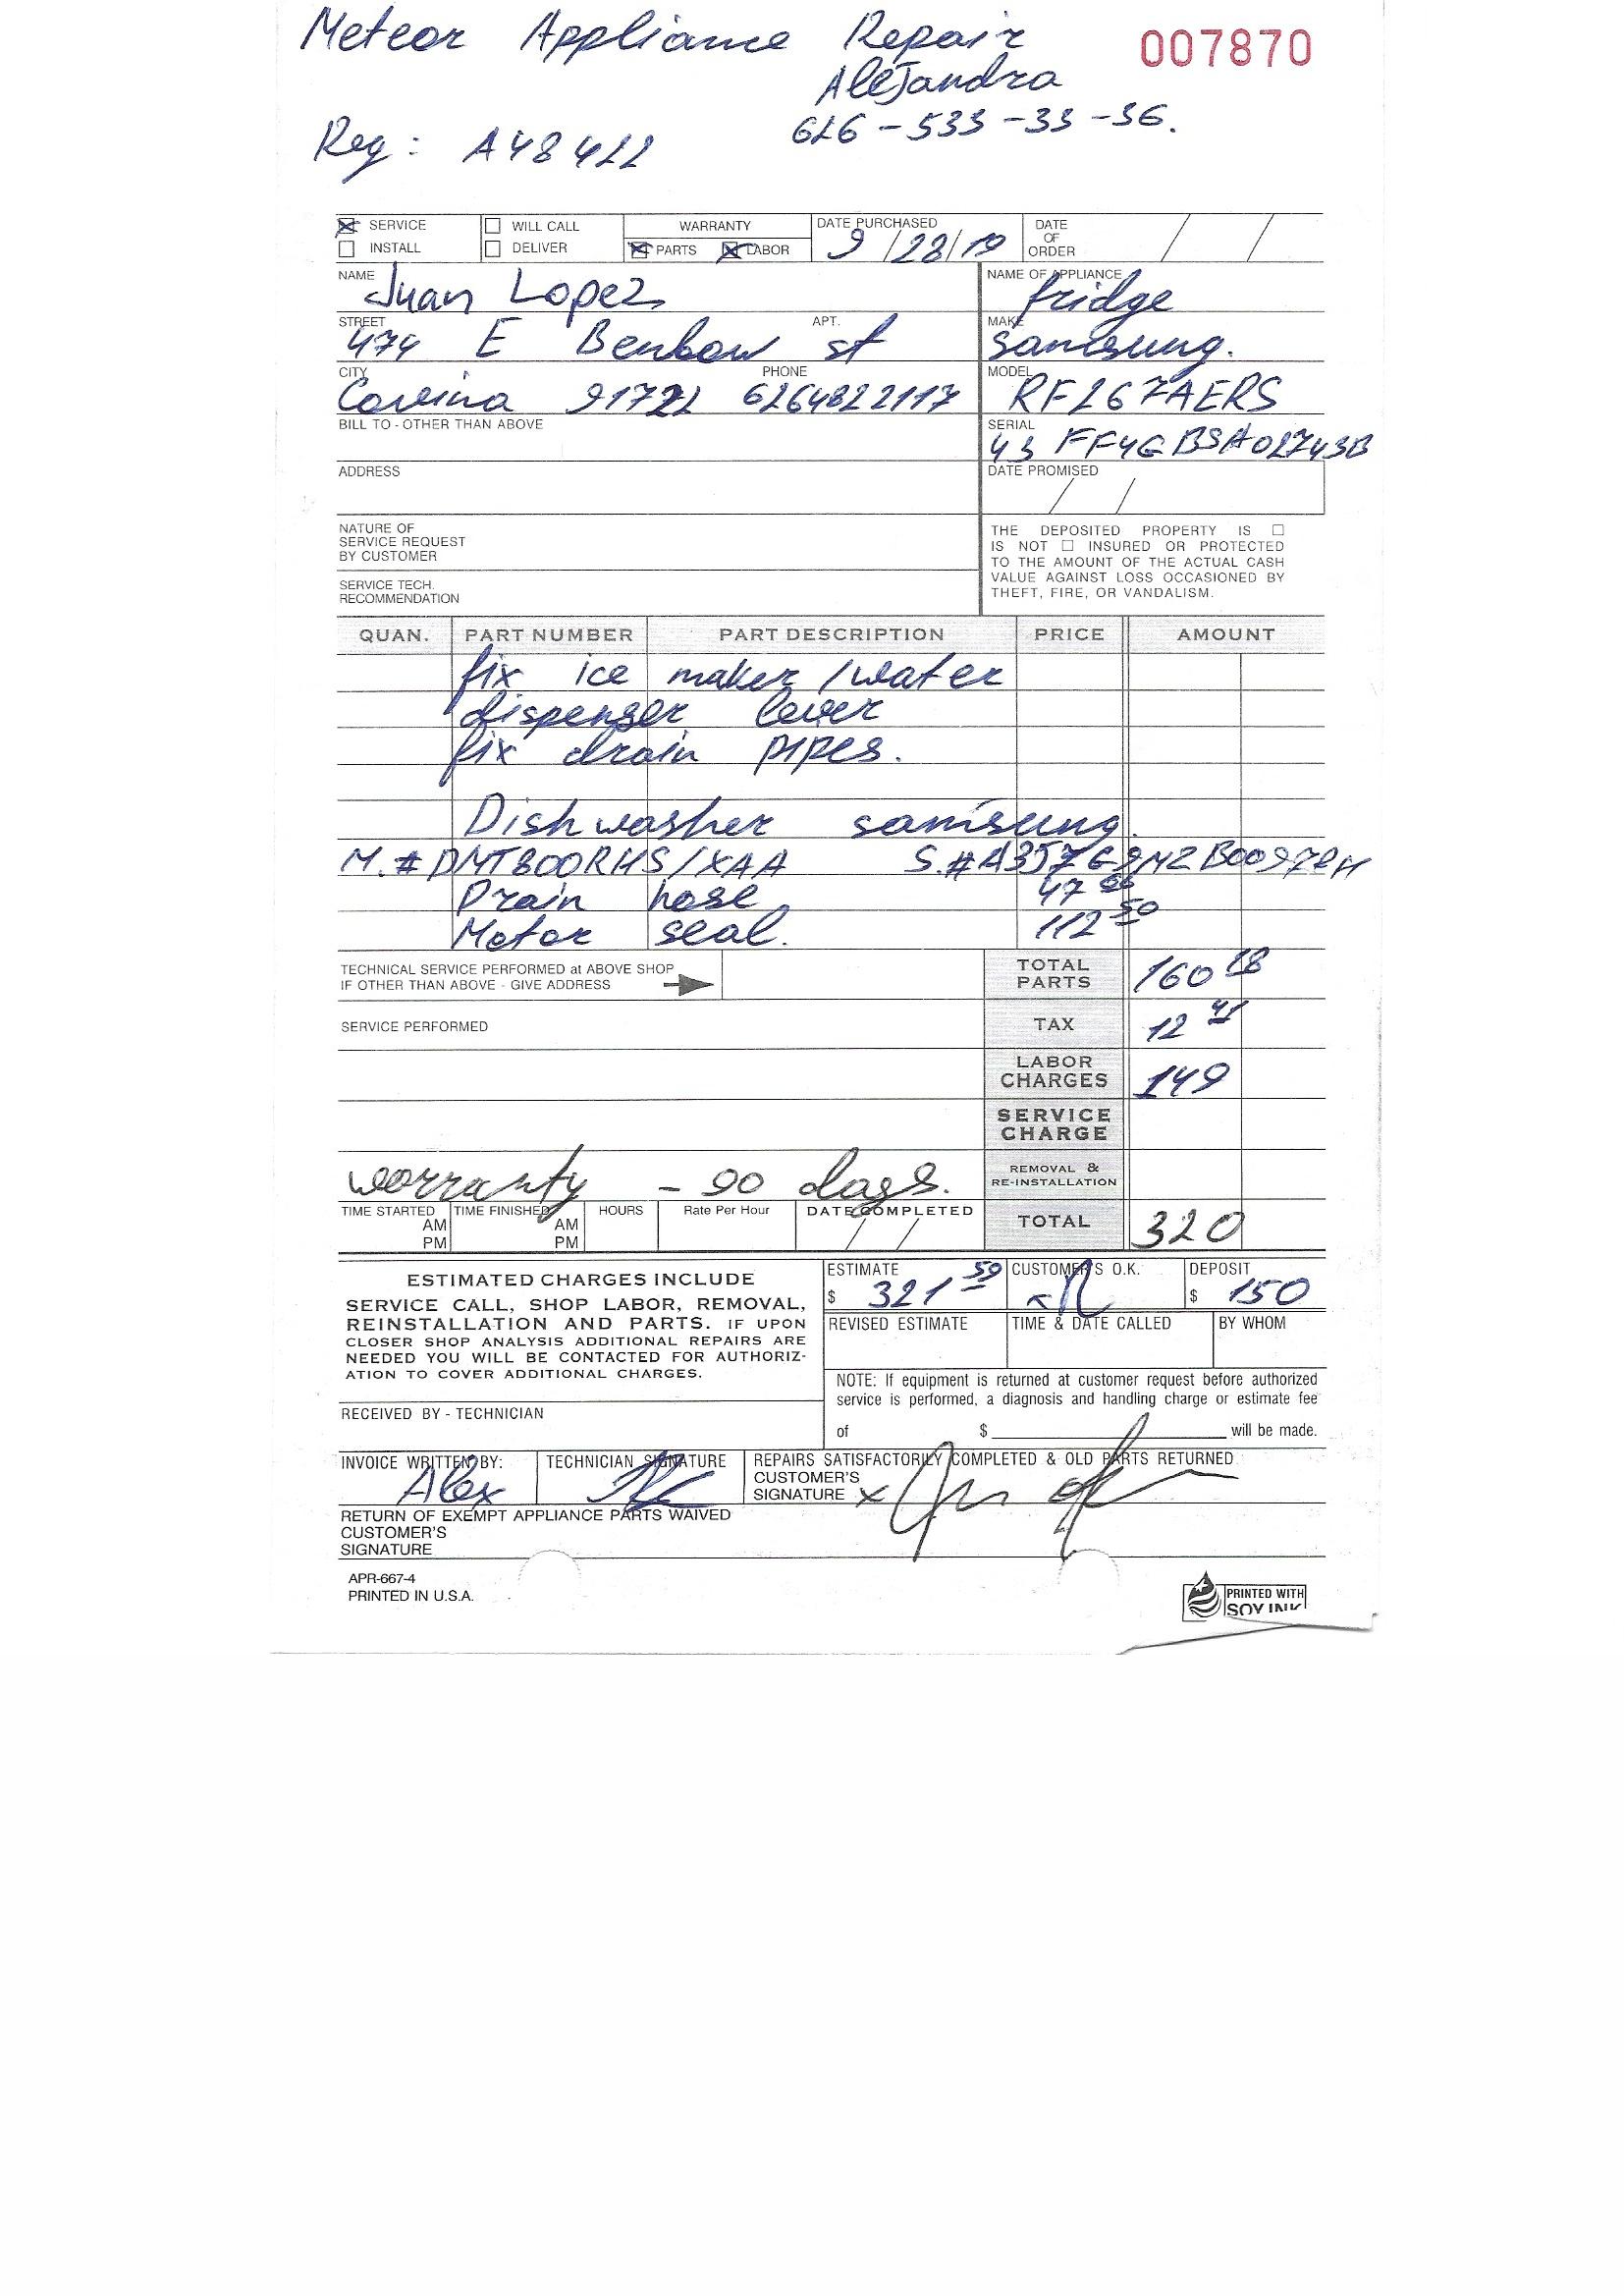 Meteor Appliance Repair 007870
Alejandra
626-533-33-36.
Reg: A48422
SERVICE WILL CALL WARRANTY DATE PURCHASED DATE OF ORDER
INSTALL DELIVER PARTS LABOR 9/28/19 / /
NAME Juan Lopez NAME OF APPLIANCE fridge
STREET 474 E Benbow st APT. MAKE samsung.
CITY Covina 91722 PHONE 6264822117 MODEL RF267AERS
BILL TO - OTHER THAN ABOVE SERIAL
ADDRESS DATE PROMISED / /
NATURE OF
SERVICE REQUEST
BY CUSTOMER
SERVICE TECH.
RECOMMENDATION
THE DEPOSITED PROPERTY IS ☐
IS NOT ☐ INSURED OR PROTECTED
TO THE AMOUNT OF THE ACTUAL CASH
VALUE AGAINST LOSS OCCASIONED BY
THEFT, FIRE, OR VANDALISM.
QUAN. PART NUMBER PART DESCRIPTION PRICE AMOUNT
fix ice maker/water
dispenser lever
fix drain pipes.
Dishwasher samsung.
M.#DMT800RHS/XAA S.#
Drain hose 47
Motor seal. 112 50
TECHNICAL SERVICE PERFORMED at ABOVE SHOP
IF OTHER THAN ABOVE - GIVE ADDRESS
TOTAL PARTS 160 18
SERVICE PERFORMED TAX 12 41
LABOR CHARGES 149
SERVICE CHARGE
warranty - 90 days. REMOVAL & RE-INSTALLATION
TIME STARTED AM PM TIME FINISHED AM PM HOURS Rate Per Hour DATE COMPLETED / / TOTAL 320
ESTIMATED CHARGES INCLUDE
SERVICE CALL, SHOP LABOR, REMOVAL,
REINSTALLATION AND PARTS. IF UPON
CLOSER SHOP ANALYSIS ADDITIONAL REPAIRS ARE
NEEDED YOU WILL BE CONTACTED FOR AUTHORIZ-
ATION TO COVER ADDITIONAL CHARGES.
ESTIMATE $ 321 50 CUSTOMER'S O.K. DEPOSIT $ 150
REVISED ESTIMATE TIME & DATE CALLED BY WHOM
NOTE: If equipment is returned at customer request before authorized
service is performed, a diagnosis and handling charge or estimate fee
of $ will be made.
RECEIVED BY - TECHNICIAN
INVOICE WRITTEN BY: Alex TECHNICIAN SIGNATURE REPAIRS SATISFACTORILY COMPLETED & OLD PARTS RETURNED
CUSTOMER'S
SIGNATURE X
RETURN OF EXEMPT APPLIANCE PARTS WAIVED
CUSTOMER'S
SIGNATURE
APR-667-4
PRINTED IN U.S.A.
PRINTED WITH
SOY INK